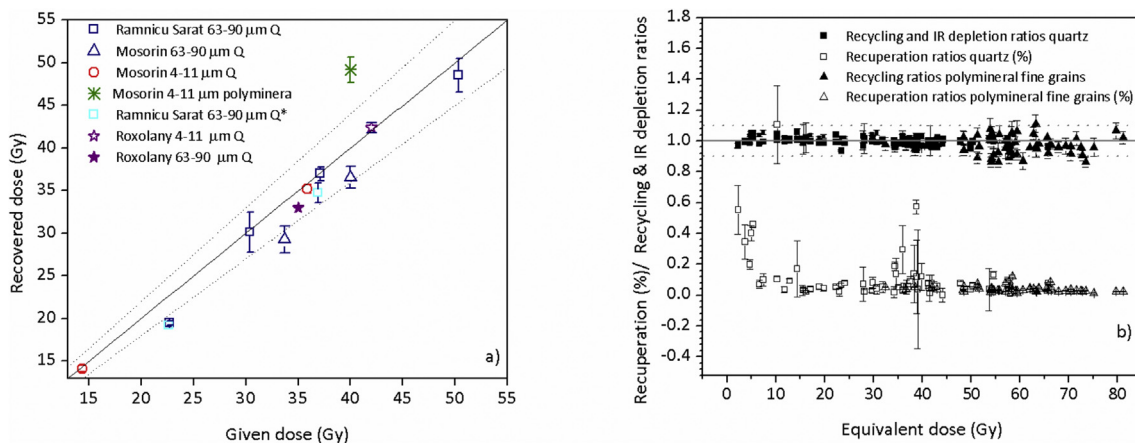 55
50
45
40
35
30
25
20
15
Recovered dose (Gy)
Ramnicu Sarat 63-90 µm Q
Mosorin 63-90 µm Q
Mosorin 4-11 µm Q
Mosorin 4-11 µm polyminera
Ramnicu Sarat 63-90 µm Q*
Roxolany 4-11 µm Q
Roxolany 63-90 µm Q
a)
15 20 25 30 35 40 45 50 55
Given dose (Gy)
Recuperation (%)/ Recycling & IR depletion ratios
1.8
1.6
1.4
1.2
1.0
0.8
0.6
0.4
0.2
0.0
-0.2
-0.4
Recycling and IR depletion ratios quartz
Recuperation ratios quartz (%)
Recycling ratios polymineral fine grains
Recuperation ratios polymineral fine grains (%)
b)
0 10 20 30 40 50 60 70 80
Equivalent dose (Gy)